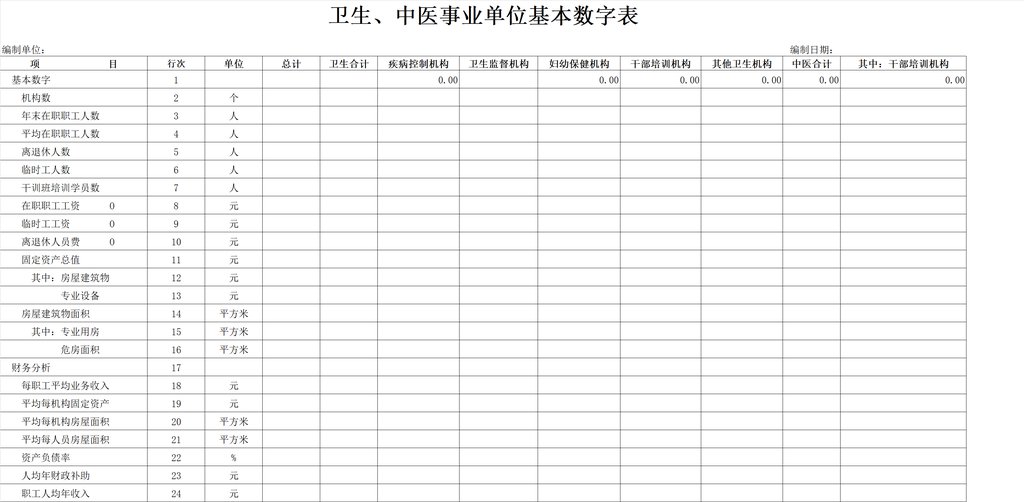 卫生、中医事业单位基本数字表
编制单位： 编制日期：
项 目 行次 单位 总计 卫生合计 疾病控制机构 卫生监督机构 妇幼保健机构 干部培训机构 其他卫生机构 中医合计 其中：干部培训机构
基本数字 1 0.00 0.00 0.00 0.00 0.00 0.00
机构数 2 个
年末在职职工人数 3 人
平均在职职工人数 4 人
离退休人数 5 人
临时工人数 6 人
干训班培训学员数 7 人
在职职工工资 0 8 元
临时工工资 0 9 元
离退休人员费 0 10 元
固定资产总值 11 元
其中：房屋建筑物 12 元
专业设备 13 元
房屋建筑物面积 14 平方米
其中：专业用房 15 平方米
危房面积 16 平方米
财务分析 17
每职工平均业务收入 18 元
平均每机构固定资产 19 元
平均每机构房屋面积 20 平方米
平均每人员房屋面积 21 平方米
资产负债率 22 %
人均年财政补助 23 元
职工人均年收入 24 元